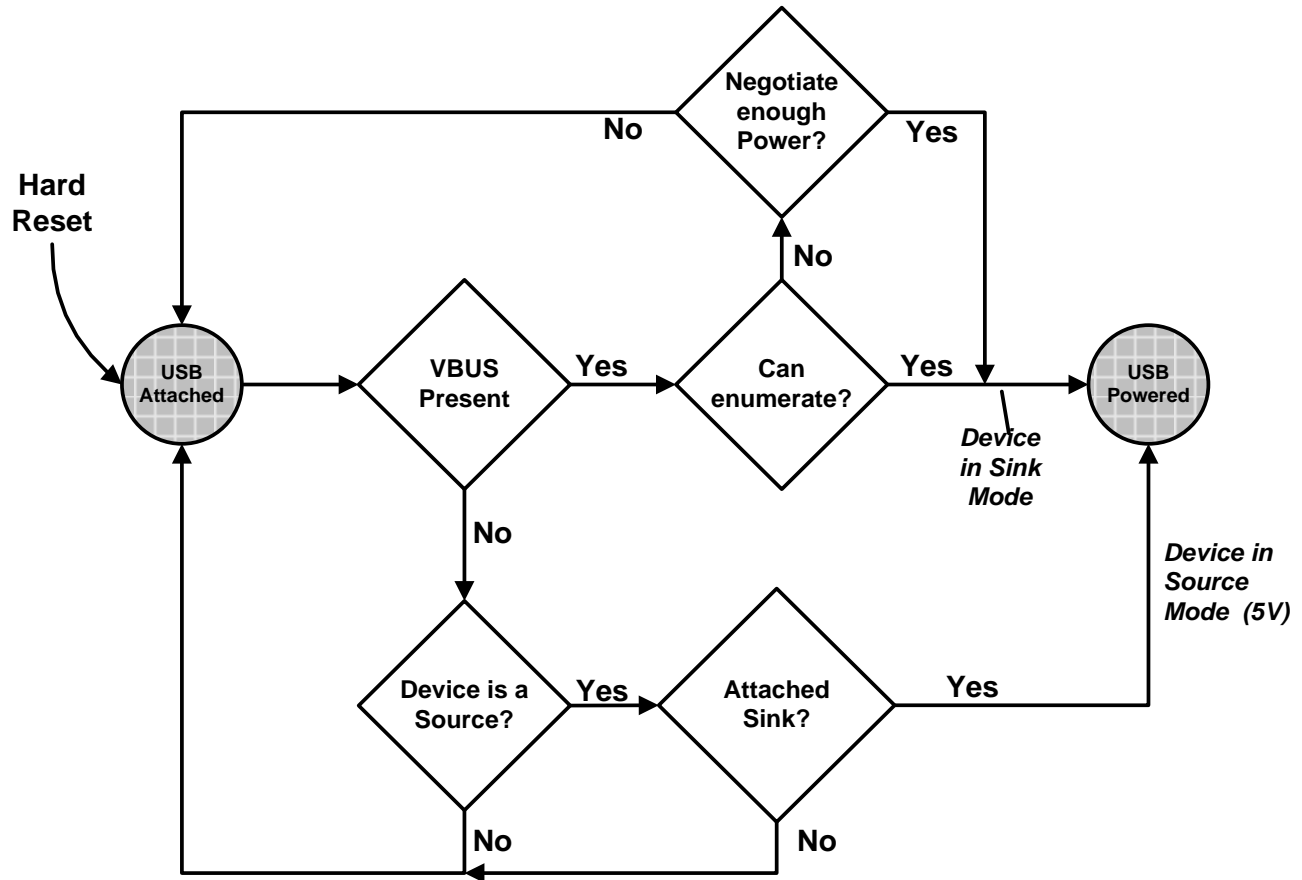 Negotiate
enough
Power?
No
Yes
Hard
Reset
No
USB
Attached
VBUS
Present
Yes
Can
enumerate?
Yes
USB
Powered
Device
in Sink
Mode
No
Device in
Source
Mode (5V)
Device is a
Source?
Yes
Attached
Sink?
Yes
No
No